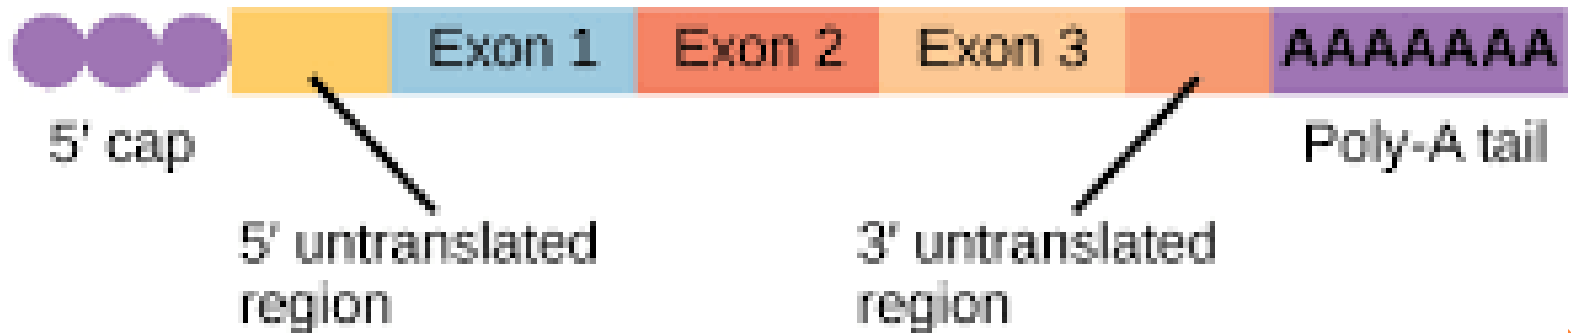 Exon 1 Exon 2 Exon 3 AAAAAAA
5' cap
Poly-A tail
5' untranslated
region
3' untranslated
region